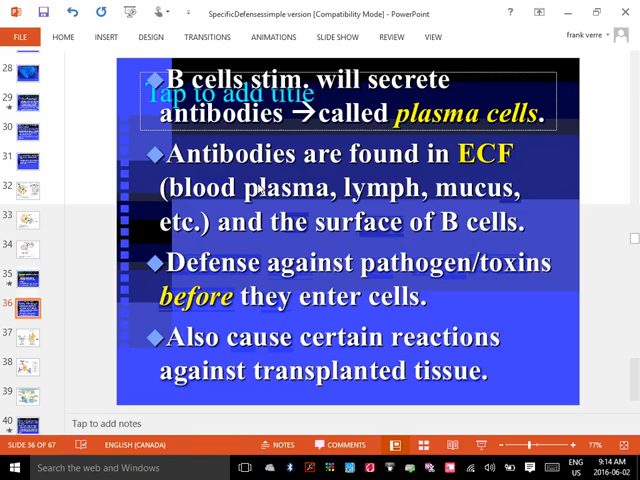 SpecificDefensessimple version [Compatibility Mode] - PowerPoint
FILE HOME INSERT DESIGN TRANSITIONS ANIMATIONS SLIDE SHOW REVIEW VIEW frank verre
28
29
30
31
32
33
34
35
36
37
38
39
40
Tap to add title
B cells stim. will secrete
antibodies →called plasma cells.
Antibodies are found in ECF
(blood plasma, lymph, mucus,
etc.) and the surface of B cells.
Defense against pathogen/toxins
before they enter cells.
Also cause certain reactions
against transplanted tissue.
Tap to add notes
SLIDE 36 OF 67 ENGLISH (CANADA) NOTES COMMENTS 77%
Search the web and Windows
ENG
US
9:14 AM
2016-06-02